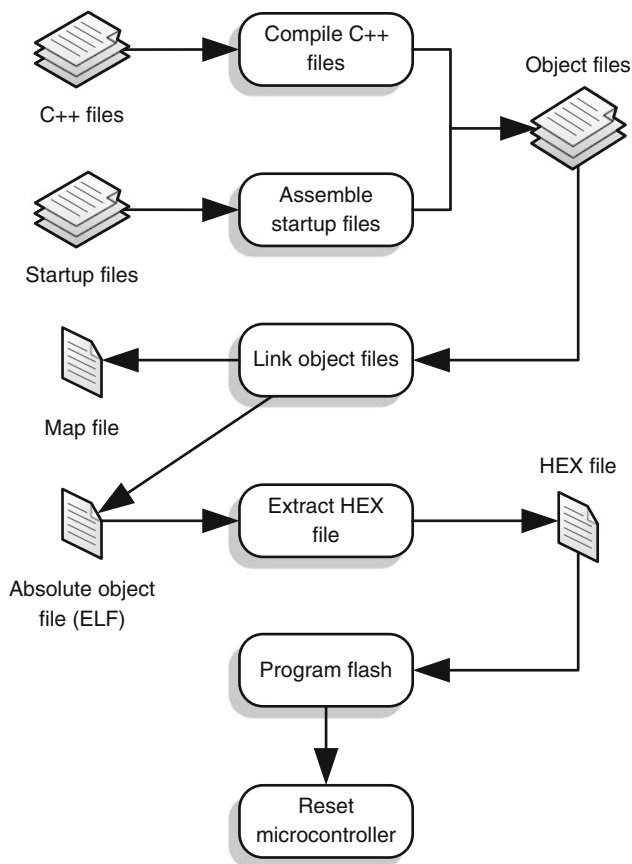 Compile C++
files
C++ files
Object files
Assemble
startup files
Startup files
Link object files
Map file
HEX file
Extract HEX
file
Absolute object
file (ELF)
Program flash
Reset
microcontroller